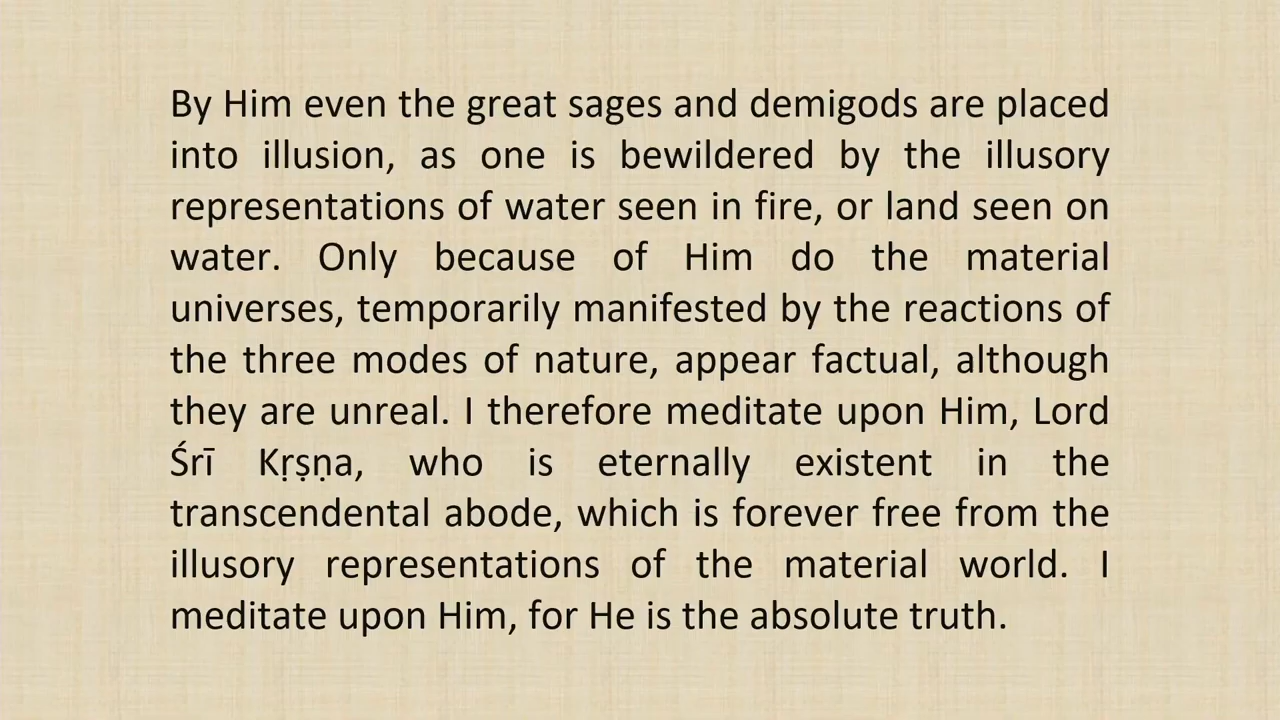 By Him even the great sages and demigods are placed
into illusion, as one is bewildered by the illusory
representations of water seen in fire, or land seen on
water. Only because of Him do the material
universes, temporarily manifested by the reactions of
the three modes of nature, appear factual, although
they are unreal. I therefore meditate upon Him, Lord
Śrī Kṛṣṇa, who is eternally existent in the
transcendental abode, which is forever free from the
illusory representations of the material world. I
meditate upon Him, for He is the absolute truth.